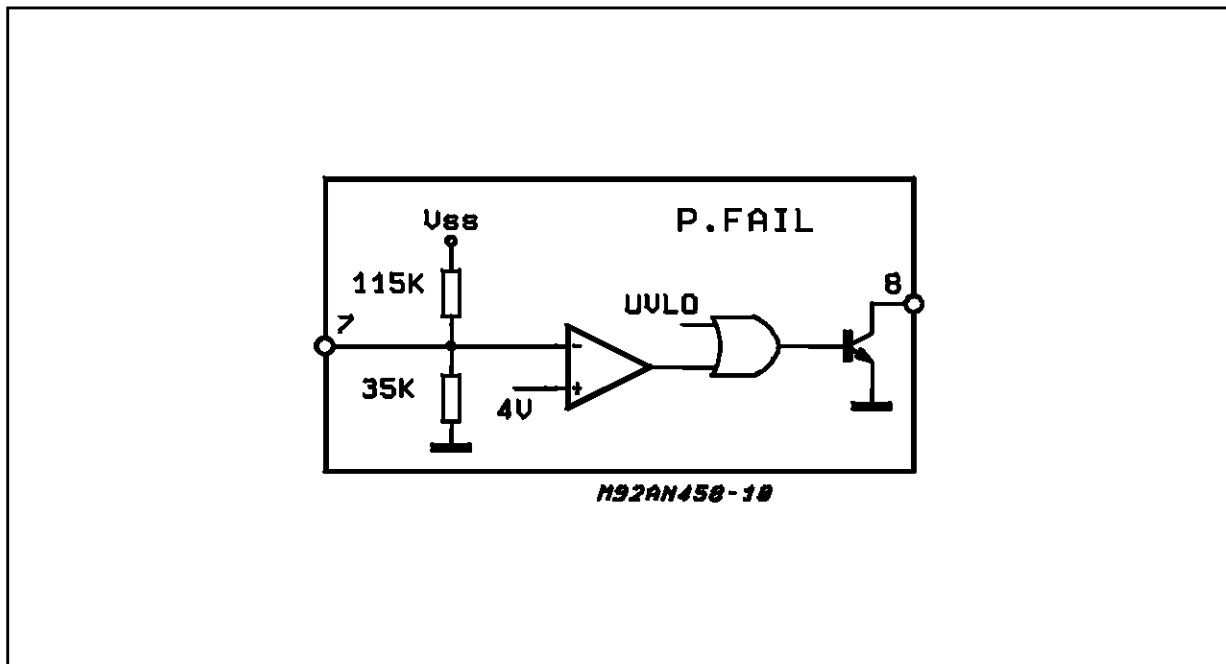 P.FAIL
Vss
115K
7
8
UVLO
35K
4V
-
+
M92AN458-10